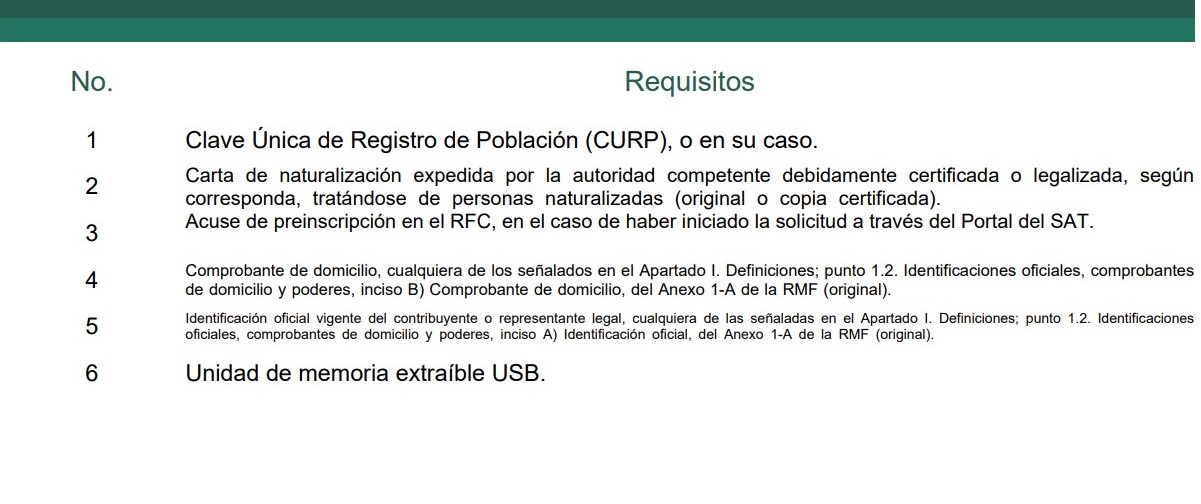 No. Requisitos
1 Clave Única de Registro de Población (CURP), o en su caso.
2 Carta de naturalización expedida por la autoridad competente debidamente certificada o legalizada, según
corresponda, tratándose de personas naturalizadas (original o copia certificada).
3 Acuse de preinscripción en el RFC, en el caso de haber iniciado la solicitud a través del Portal del SAT.
4 Comprobante de domicilio, cualquiera de los señalados en el Apartado I. Definiciones; punto 1.2. Identificaciones oficiales, comprobantes
de domicilio y poderes, inciso B) Comprobante de domicilio, del Anexo 1-A de la RMF (original).
5 Identificación oficial vigente del contribuyente o representante legal, cualquiera de las señaladas en el Apartado I. Definiciones; punto 1.2. Identificaciones
oficiales, comprobantes de domicilio y poderes, inciso A) Identificación oficial, del Anexo 1-A de la RMF (original).
6 Unidad de memoria extraíble USB.